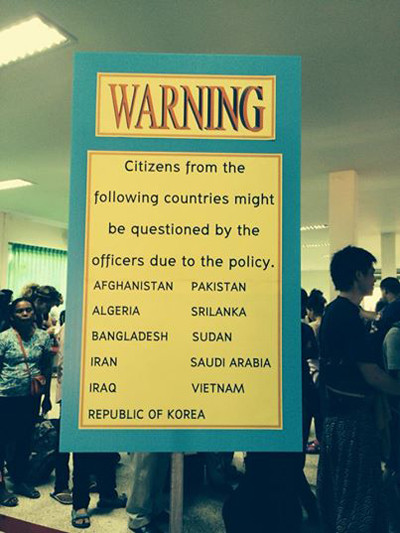 WARNING
Citizens from the
following countries might
be questioned by the
officers due to the policy.
AFGHANISTAN PAKISTAN
ALGERIA SRILANKA
BANGLADESH SUDAN
IRAN SAUDI ARABIA
IRAQ VIETNAM
REPUBLIC OF KOREA